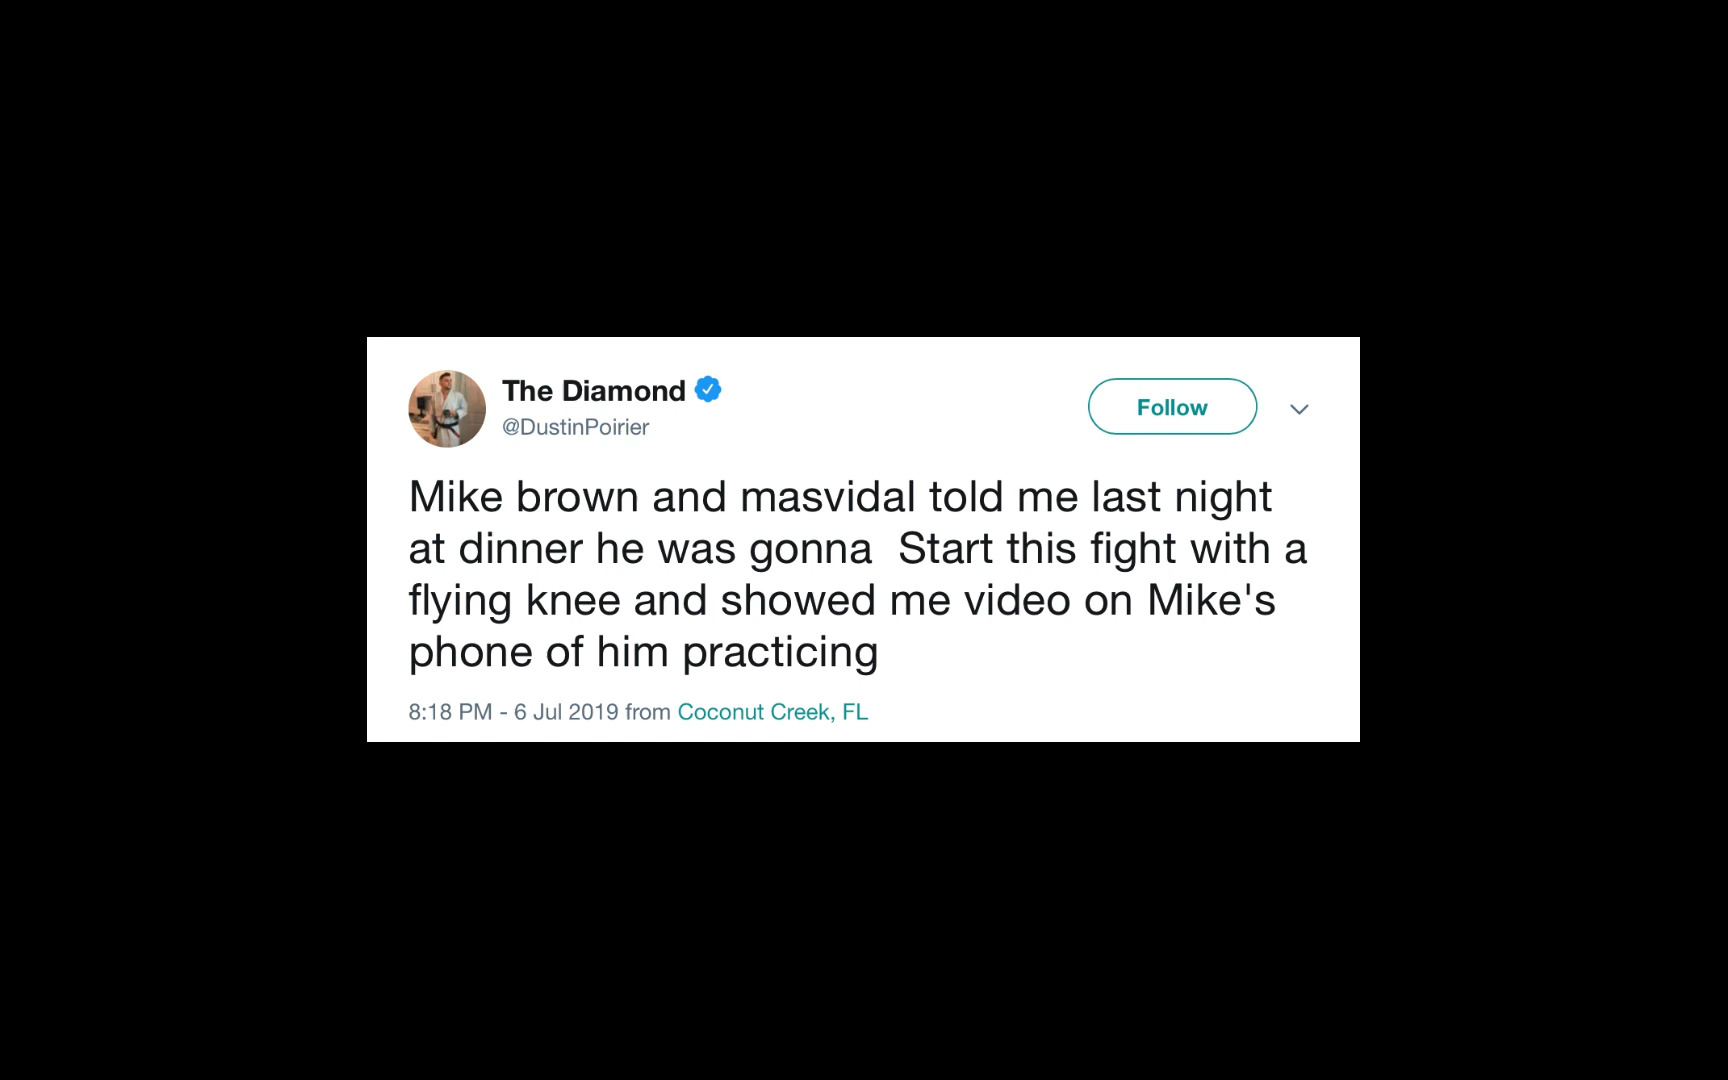 The Diamond
@DustinPoirier
Follow
Mike brown and masvidal told me last night
at dinner he was gonna  Start this fight with a
flying knee and showed me video on Mike's
phone of him practicing
8:18 PM - 6 Jul 2019 from Coconut Creek, FL